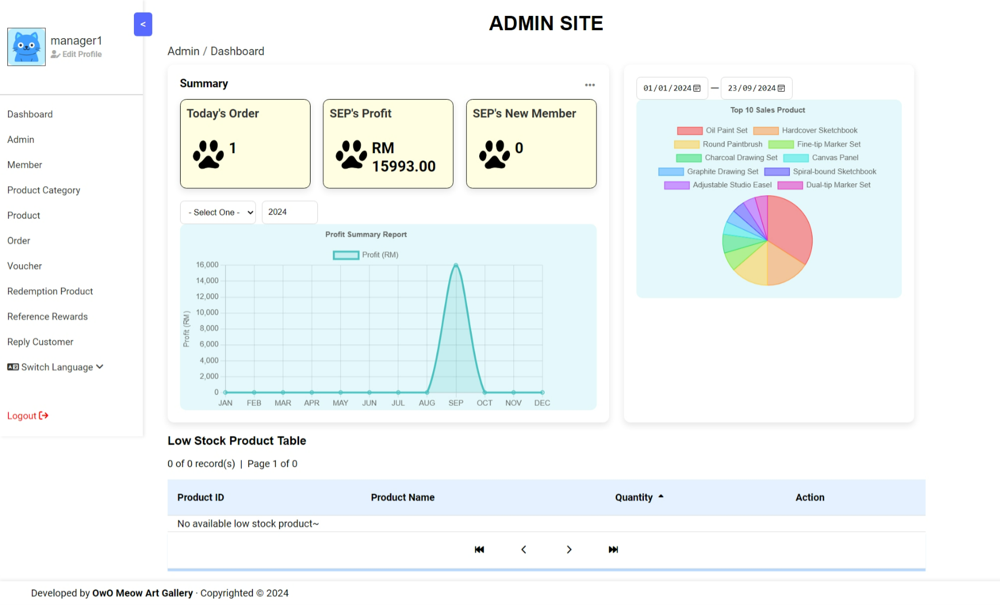 <
manager1
Edit Profile
Dashboard
Admin
Member
Product Category
Product
Order
Voucher
Redemption Product
Reference Rewards
Reply Customer
Switch Language
Logout
ADMIN SITE
Admin / Dashboard
Summary
Today's Order
1
SEP's Profit
RM
15993.00
SEP's New Member
0
- Select One -
2024
Profit Summary Report
Profit (RM)
Profit (RM)
16,000
14,000
12,000
10,000
8,000
6,000
4,000
2,000
0
JAN FEB MAR APR MAY JUN JUL AUG SEP OCT NOV DEC
01/01/2024 — 23/09/2024
Top 10 Sales Product
Oil Paint Set Hardcover Sketchbook
Round Paintbrush Fine-tip Marker Set
Charcoal Drawing Set Canvas Panel
Graphite Drawing Set Spiral-bound Sketchbook
Adjustable Studio Easel Dual-tip Marker Set
Low Stock Product Table
0 of 0 record(s) | Page 1 of 0
Product ID Product Name Quantity Action
No available low stock product~
Developed by OwO Meow Art Gallery · Copyrighted © 2024